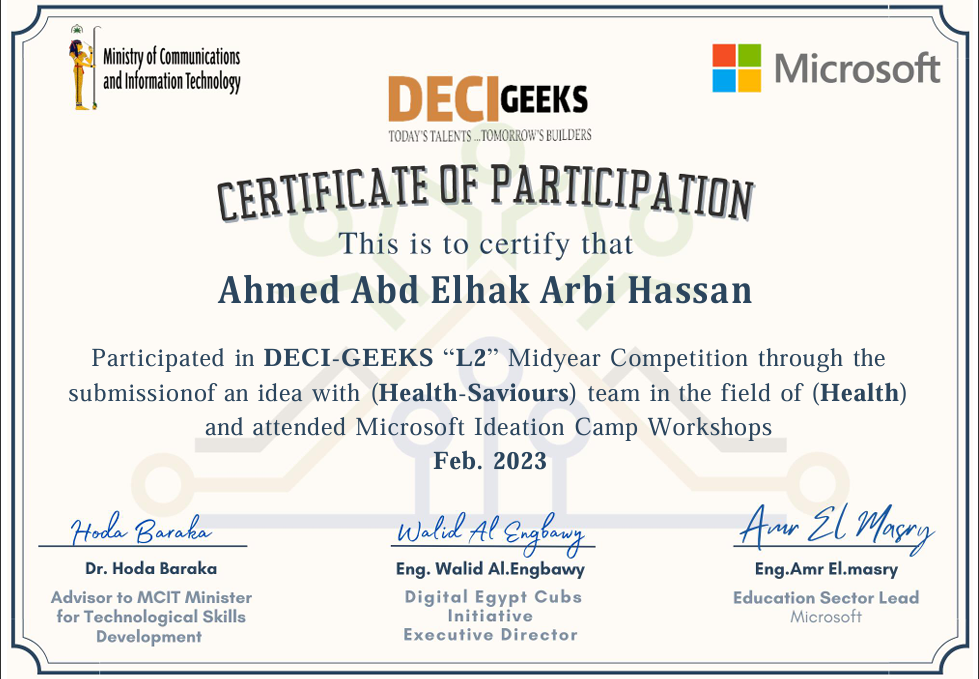 Ministry of Communications
and Information Technology
Microsoft
DECI GEEKS
TODAY'S TALENTS ...TOMORROW'S BUILDERS
CERTIFICATE OF PARTICIPATION
This is to certify that
Ahmed Abd Elhak Arbi Hassan
Participated in DECI-GEEKS “L2” Midyear Competition through the
submissionof an idea with (Health-Saviours) team in the field of (Health)
and attended Microsoft Ideation Camp Workshops
Feb. 2023
Hoda Baraka
Walid Al Engbawy
Amr El Masry
Dr. Hoda Baraka
Eng. Walid Al.Engbawy
Eng.Amr El.masry
Advisor to MCIT Minister
for Technological Skills
Development
Digital Egypt Cubs
Initiative
Executive Director
Education Sector Lead
Microsoft